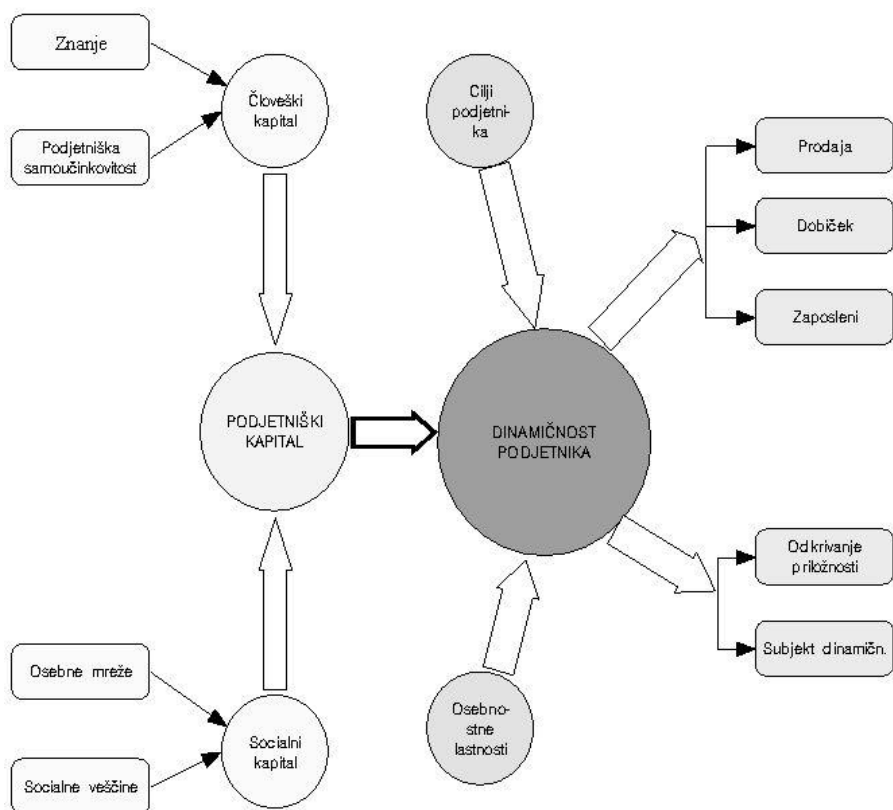 Znanje
Podjetniška
samoučinkovitost
Človeški
kapital
Cilji
podjetni-
ka
Prodaja
Dobiček
Zaposleni
PODJETNIŠKI
KAPITAL
DINAMIČNOST
PODJETNIKA
Odkrivanje
priložnosti
Subjekt dinamičn.
Osebne mreže
Socialne veščine
Socialni
kapital
Osebno-
stne
lastnosti